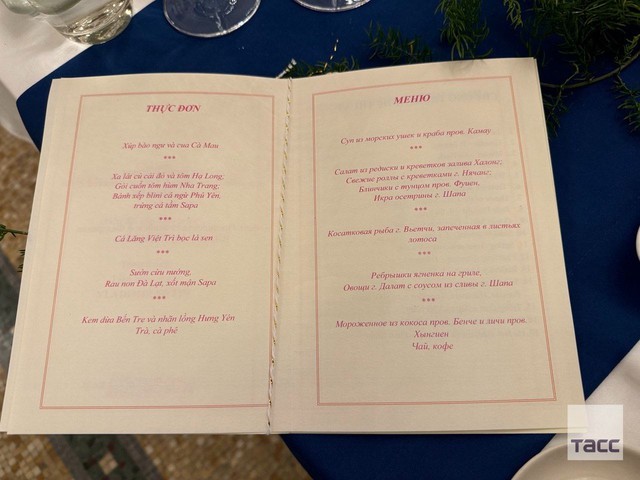 THỰC ĐƠN
Xúp bào ngư và cua Cà Mau
***
Xa lát củ cải đỏ và tôm Hạ Long,
Gỏi cuốn tôm hùm Nha Trang;
Bánh xếp blini cá ngừ Phú Yên,
trứng cá tầm Sapa
***
Cá Lăng Việt Trì bọc lá sen
***
Sườn cừu nướng,
Rau non Đà Lạt, xốt mận Sapa
***
Kem dừa Bến Tre và nhãn lồng Hưng Yên
Trà, cà phê
МЕНЮ
Суп из морских ушек и краба пров. Камау
***
Салат из редиски и креветков залива Халонг;
Свежие роллы с креветками г. Нячанг;
Блинчики с тунцом пров. Фуиен,
Икра осетрины г. Шапа
***
Косатковая рыба г. Вьетчи, запеченная в листьях
лотоса
***
Ребрышки ягненка на гриле,
Овощи г. Далат с соусом из сливы г. Шапа
***
Мороженное из кокоса пров. Бенче и личи пров.
Хынгиен
Чай, кофе
ТАСС